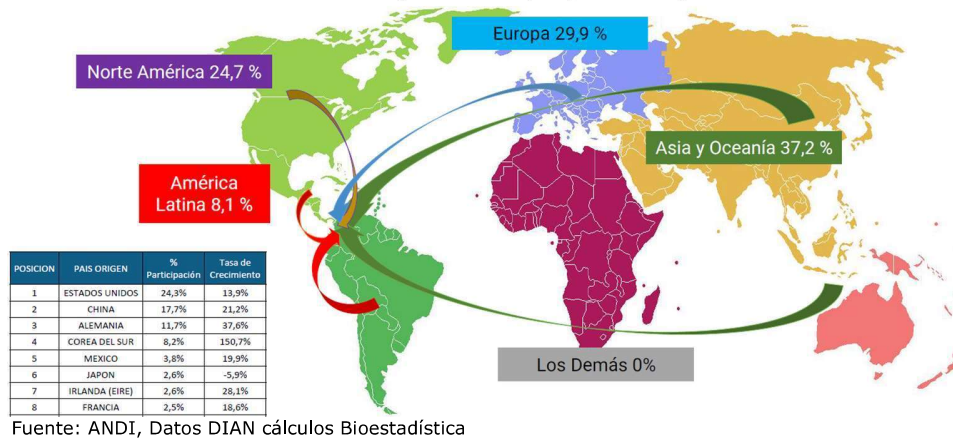 Europa 29,9 %
Norte América 24,7 %
Asia y Oceanía 37,2 %
América
Latina 8,1 %
Los Demás 0%
POSICION PAIS ORIGEN % Participación Tasa de Crecimiento
1 ESTADOS UNIDOS 24,3% 13,9%
2 CHINA 17,7% 21,2%
3 ALEMANIA 11,7% 37,6%
4 COREA DEL SUR 8,2% 150,7%
5 MEXICO 3,8% 19,9%
6 JAPON 2,6% -5,9%
7 IRLANDA (EIRE) 2,6% 28,1%
8 FRANCIA 2,5% 18,6%
Fuente: ANDI, Datos DIAN cálculos Bioestadística